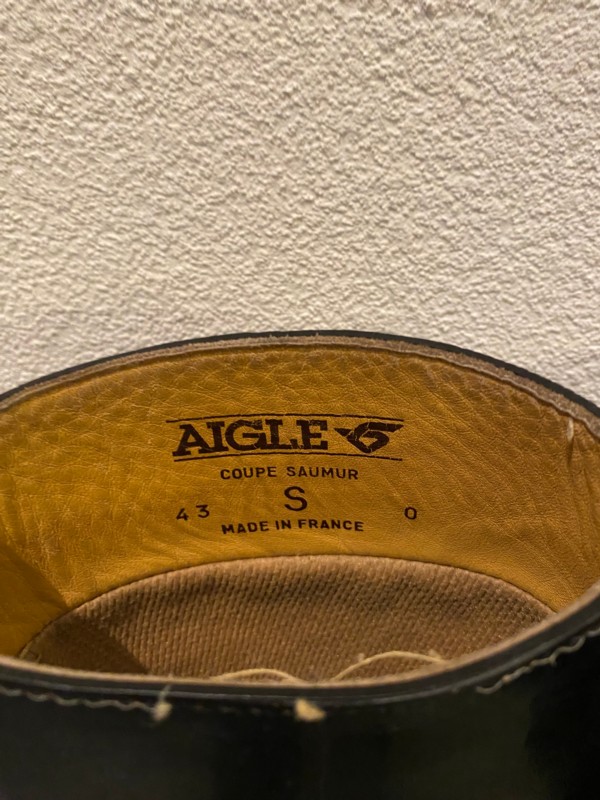 AIGLE
COUPE SAUMUR
43 S 0
MADE IN FRANCE